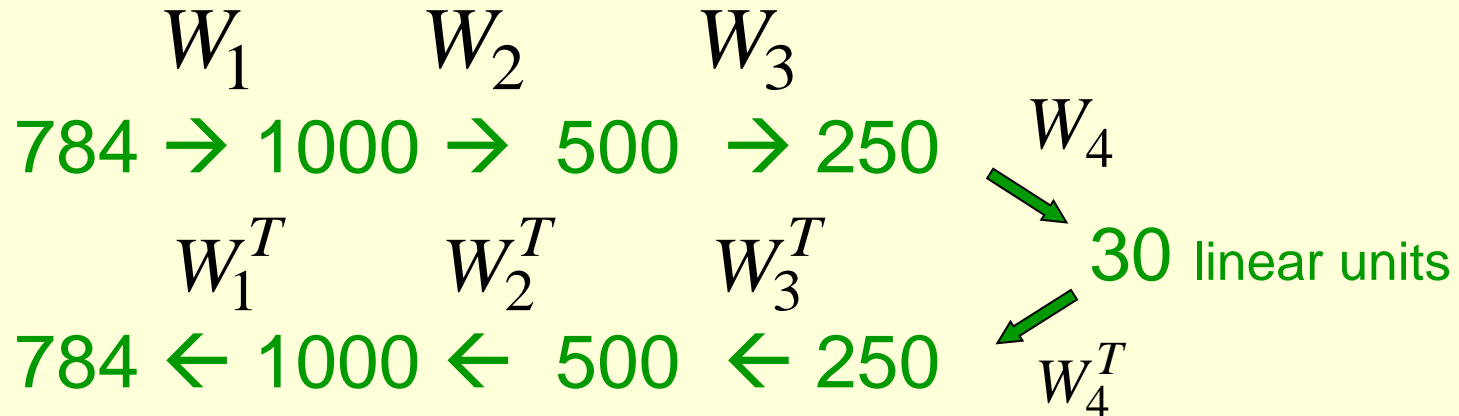 W₁ W₂ W₃
784 → 1000 → 500 → 250 W₄
30 linear units
W₁ᵀ W₂ᵀ W₃ᵀ
784 ← 1000 ← 500 ← 250 W₄ᵀ